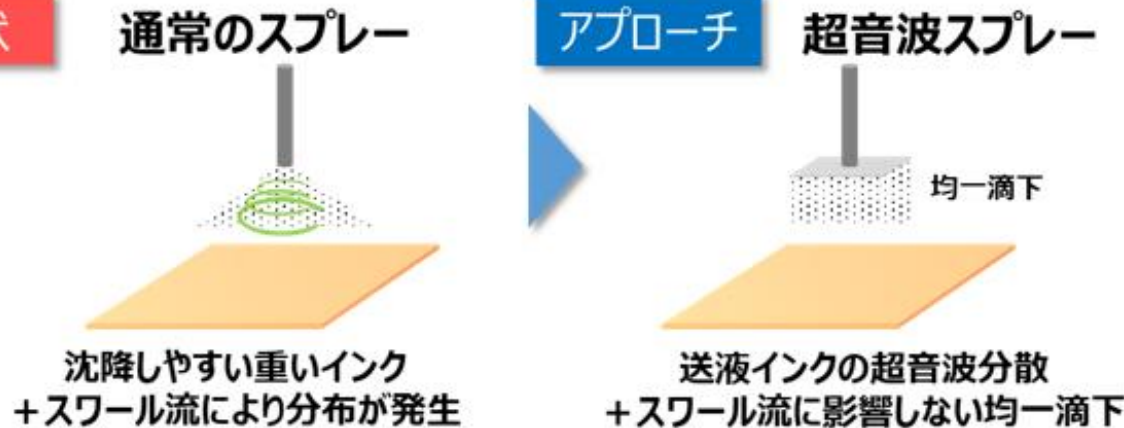 状
通常のスプレー
アプローチ
超音波スプレー
均一滴下
沈降しやすい重いインク
+スワール流により分布が発生
送液インクの超音波分散
+スワール流に影響しない均一滴下